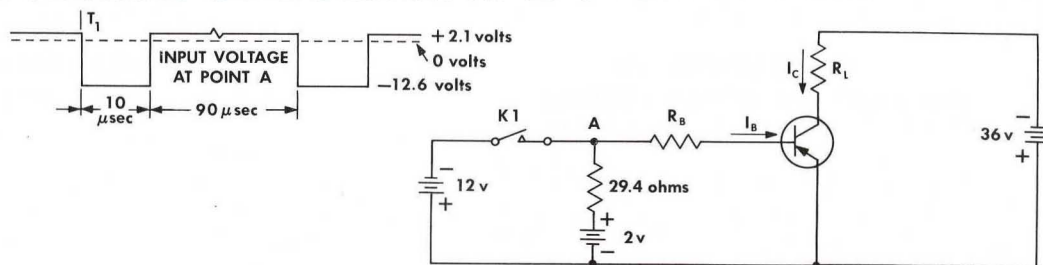 T1
+ 2.1 volts
INPUT VOLTAGE
AT POINT A
0 volts
−12.6 volts
10
μsec
90 μsec
K 1
A
RB
IB
IC
RL
12 v
29.4 ohms
2 v
36 v
−
+
+
−
−
+